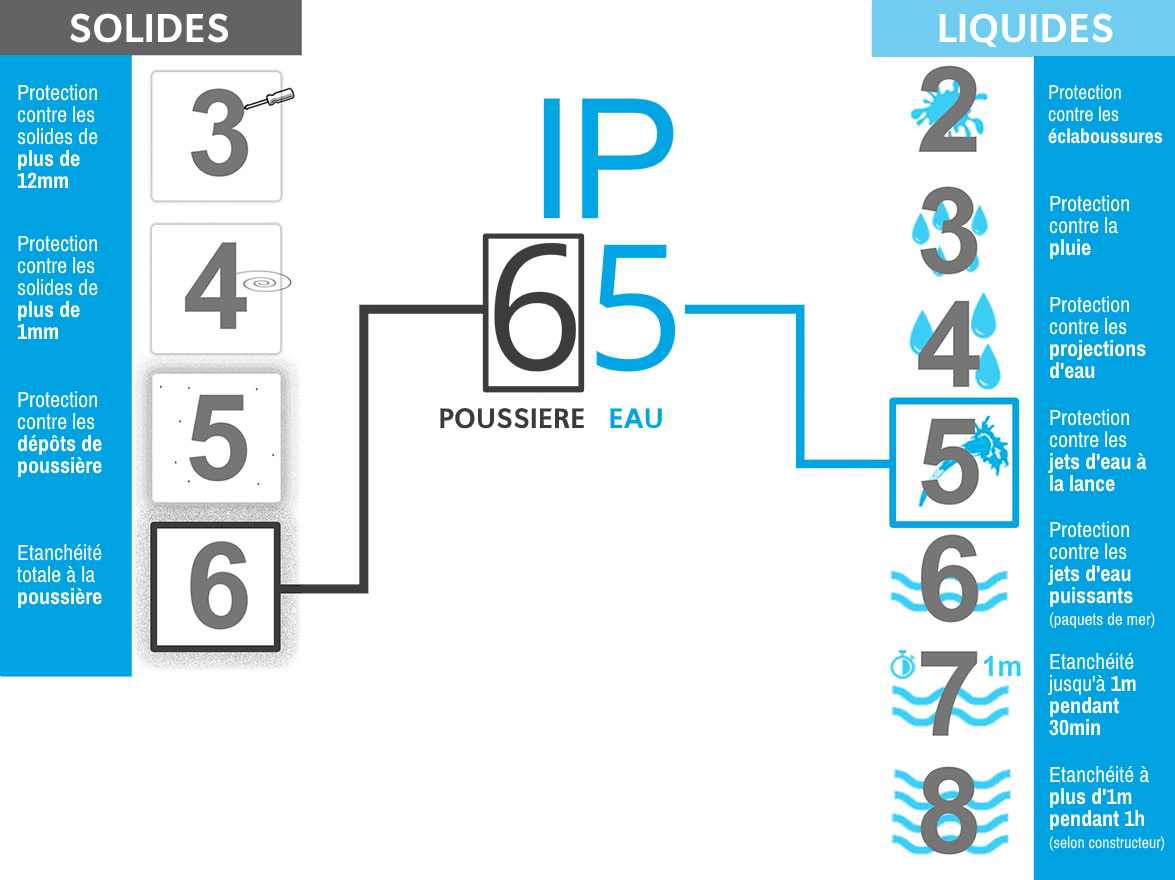 SOLIDES
Protection
contre les
solides de
plus de
12mm
3
Protection
contre les
solides de
plus de
1mm
4
Protection
contre les
dépôts de
poussière
5
Etanchéité
totale à la
poussière
6
IP
65
POUSSIERE EAU
LIQUIDES
2
Protection
contre les
éclaboussures
3
Protection
contre la
pluie
4
Protection
contre les
projections
d'eau
5
Protection
contre les
jets d'eau à
la lance
6
Protection
contre les
jets d'eau
puissants
(paquets de mer)
7 1m
Etanchéité
jusqu'à 1m
pendant
30min
8
Etanchéité à
plus d'1m
pendant 1h
(selon constructeur)